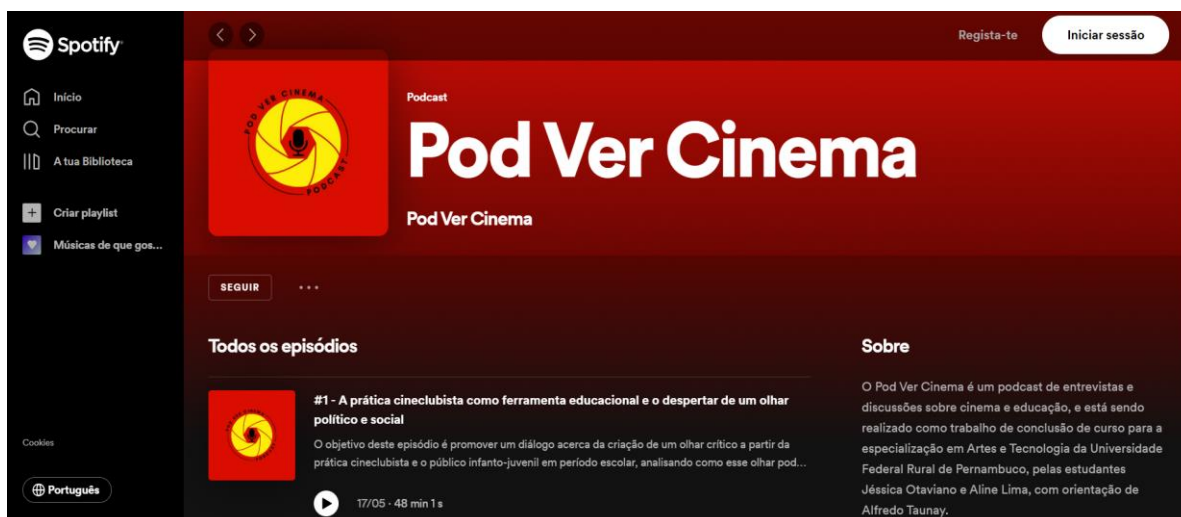 Spotify
Início
Procurar
A tua Biblioteca
Criar playlist
Músicas de que gos...
Cookies
Português
Regista-te
Iniciar sessão
POD VER CINEMA
PODCAST
Podcast
Pod Ver Cinema
Pod Ver Cinema
SEGUIR
Todos os episódios
#1 - A prática cineclubista como ferramenta educacional e o despertar de um olhar
político e social
O objetivo deste episódio é promover um diálogo acerca da criação de um olhar crítico a partir da
prática cineclubista e o público infanto-juvenil em período escolar, analisando como esse olhar pod...
17/05 · 48 min 1 s
Sobre
O Pod Ver Cinema é um podcast de entrevistas e
discussões sobre cinema e educação, e está sendo
realizado como trabalho de conclusão de curso para a
especialização em Artes e Tecnologia da Universidade
Federal Rural de Pernambuco, pelas estudantes
Jéssica Otaviano e Aline Lima, com orientação de
Alfredo Taunay.